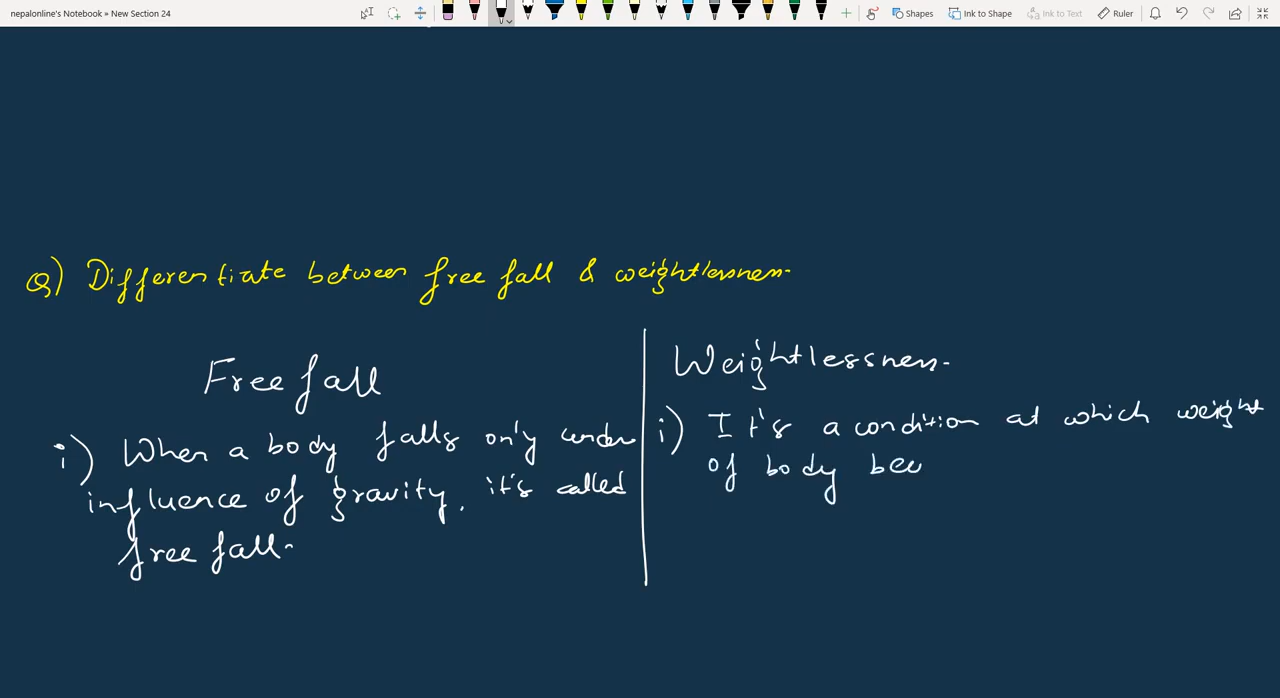 nepalonline's Notebook » New Section 24
Shapes
Ink to Shape
Ink to Text
Ruler
Q) Differentiate between free fall & weightlessness.
Free fall
i) When a body falls only under
influence of gravity, it's called
free fall.
Weightlessness.
i) It's a condition at which weight
of body bec